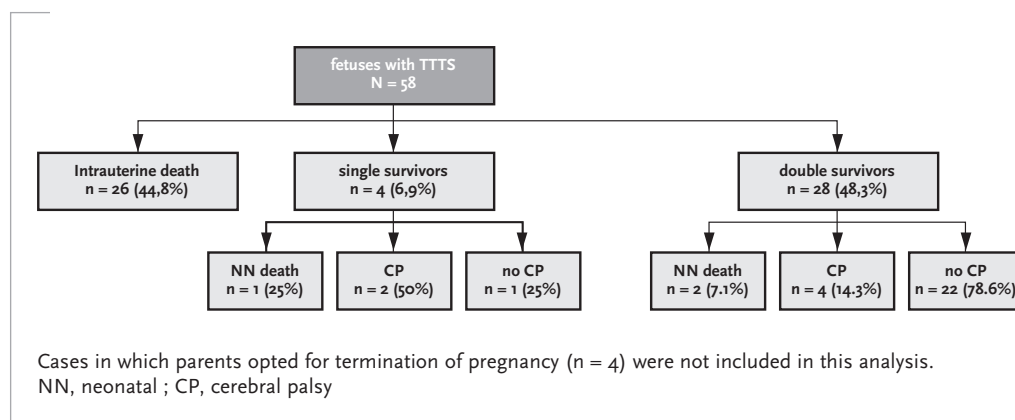 fetuses with TTTS
N = 58
Intrauterine death
n = 26 (44,8%)
single survivors
n = 4 (6,9%)
double survivors
n = 28 (48,3%)
NN death
n = 1 (25%)
CP
n = 2 (50%)
no CP
n = 1 (25%)
NN death
n = 2 (7.1%)
CP
n = 4 (14.3%)
no CP
n = 22 (78.6%)
Cases in which parents opted for termination of pregnancy (n = 4) were not included in this analysis.
NN, neonatal ; CP, cerebral palsy